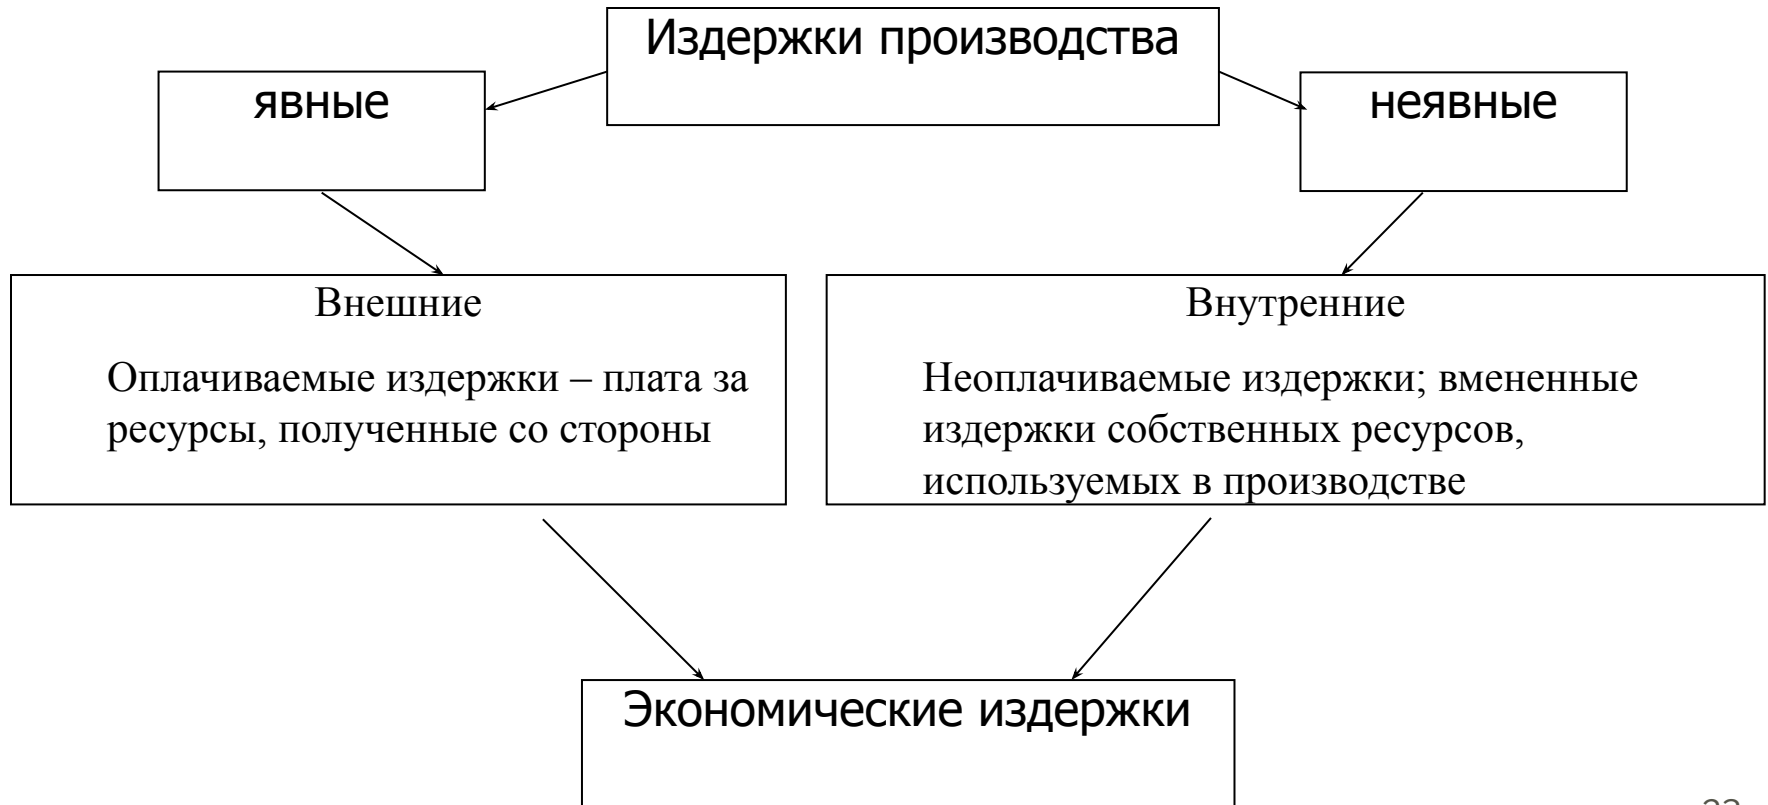 Издержки производства
явные
неявные
Внешние
Оплачиваемые издержки – плата за
ресурсы, полученные со стороны
Внутренние
Неоплачиваемые издержки; вмененные
издержки собственных ресурсов,
используемых в производстве
Экономические издержки